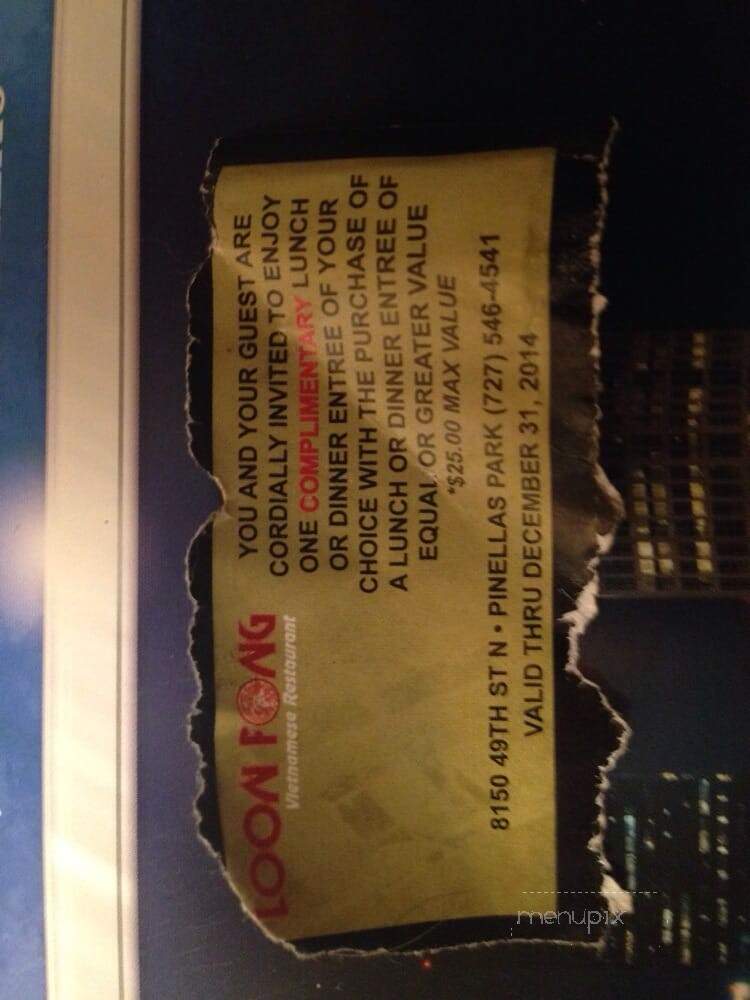 LOON FONG
Vietnamese Restaurant
YOU AND YOUR GUEST ARE
CORDIALLY INVITED TO ENJOY
ONE COMPLIMENTARY LUNCH
OR DINNER ENTREE OF YOUR
CHOICE WITH THE PURCHASE OF
A LUNCH OR DINNER ENTREE OF
EQUAL OR GREATER VALUE
*$25.00 MAX VALUE
8150 49TH ST N • PINELLAS PARK (727) 546-4541
VALID THRU DECEMBER 31, 2014
menupix